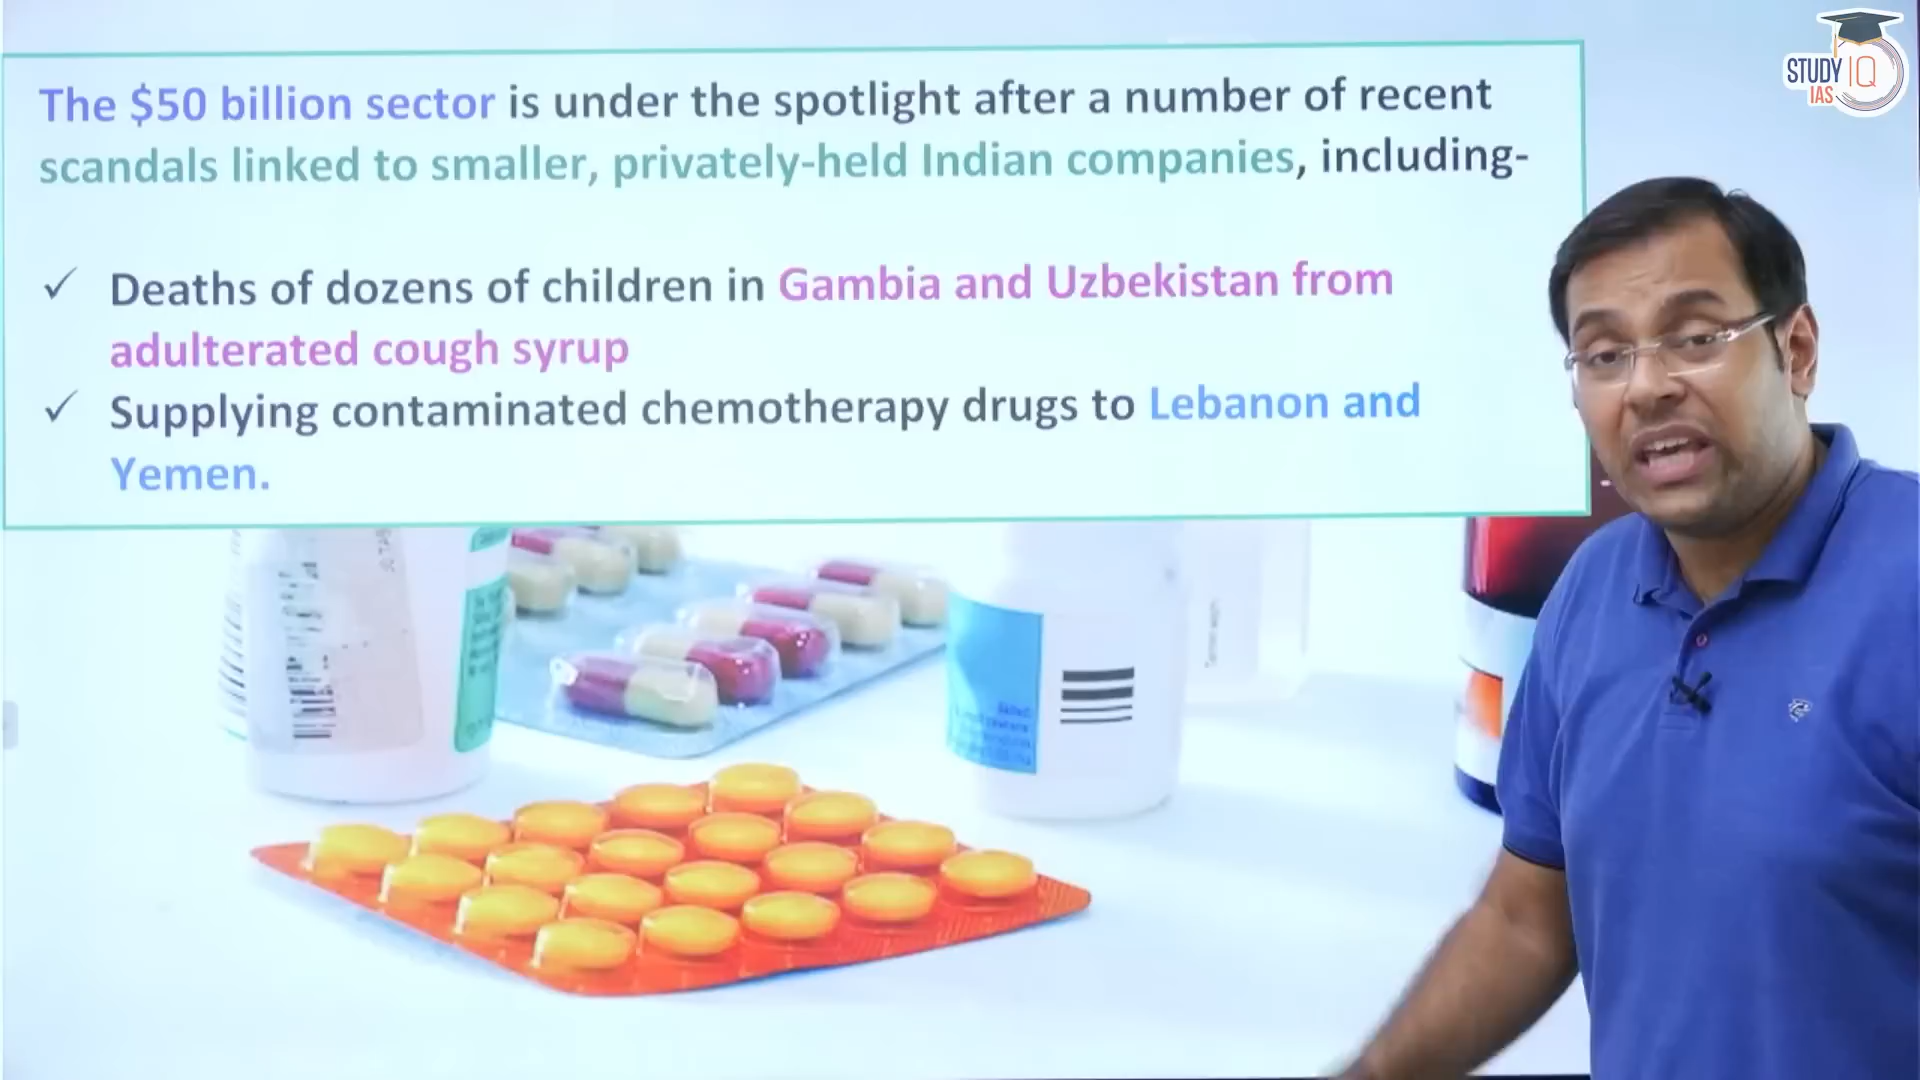 The $50 billion sector is under the spotlight after a number of recent
scandals linked to smaller, privately-held Indian companies, including-
✓ Deaths of dozens of children in Gambia and Uzbekistan from
adulterated cough syrup
✓ Supplying contaminated chemotherapy drugs to Lebanon and
Yemen.
STUDY IQ
IAS